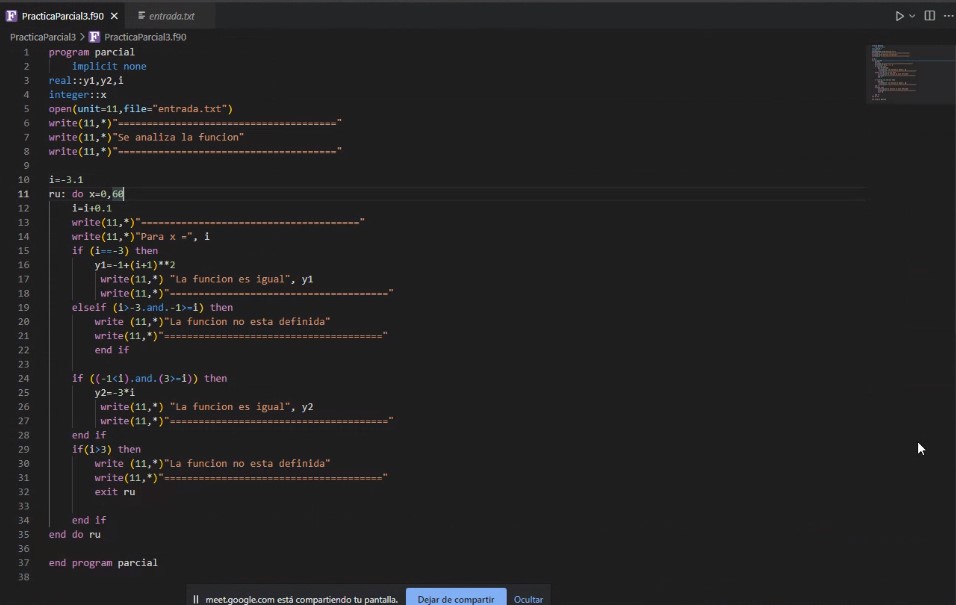 PracticaParcial3.f90 × entrada.txt
PracticaParcial3 > PracticaParcial3.f90
1 program parcial
2 implicit none
3 real::y1,y2,i
4 integer::x
5 open(unit=11,file="entrada.txt")
6 write(11,*)"======================================"
7 write(11,*)"Se analiza la funcion"
8 write(11,*)"======================================"
9
10 i=-3.1
11 ru: do x=0,60
12 i=i+0.1
13 write(11,*)"======================================"
14 write(11,*)"Para x =", i
15 if (i==-3) then
16 y1=-1+(i+1)**2
17 write(11,*) "La funcion es igual", y1
18 write(11,*)"======================================"
19 elseif (i>-3.and.-1>=i) then
20 write (11,*)"La funcion no esta definida"
21 write(11,*)"======================================"
22 end if
23
24 if ((-1<i).and.(3>=i)) then
25 y2=-3*i
26 write(11,*) "La funcion es igual", y2
27 write(11,*)"======================================"
28 end if
29 if(i>3) then
30 write (11,*)"La funcion no esta definida"
31 write(11,*)"======================================"
32 exit ru
33
34 end if
35 end do ru
36
37 end program parcial
38
meet.google.com está compartiendo tu pantalla. Dejar de compartir Ocultar